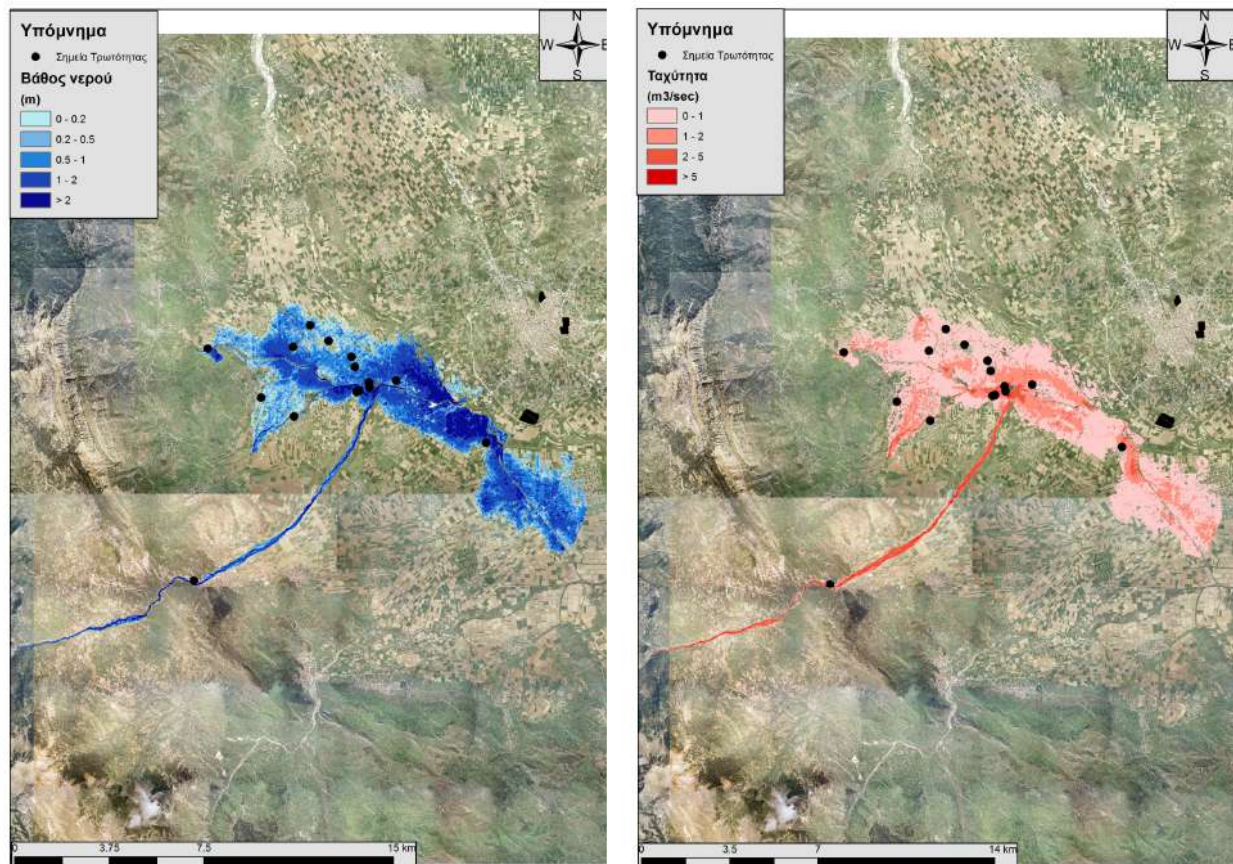 Υπόμνημα
Σημεία Τρωτότητας
Βάθος νερού
(m)
0 - 0.2
0.2 - 0.5
0.5 - 1
1 - 2
> 2
N
W E
S
0 3.75 7.5 15 km
Υπόμνημα
Σημεία Τρωτότητας
Ταχύτητα
(m3/sec)
0 - 1
1 - 2
2 - 5
> 5
N
W E
S
0 3.5 7 14 km